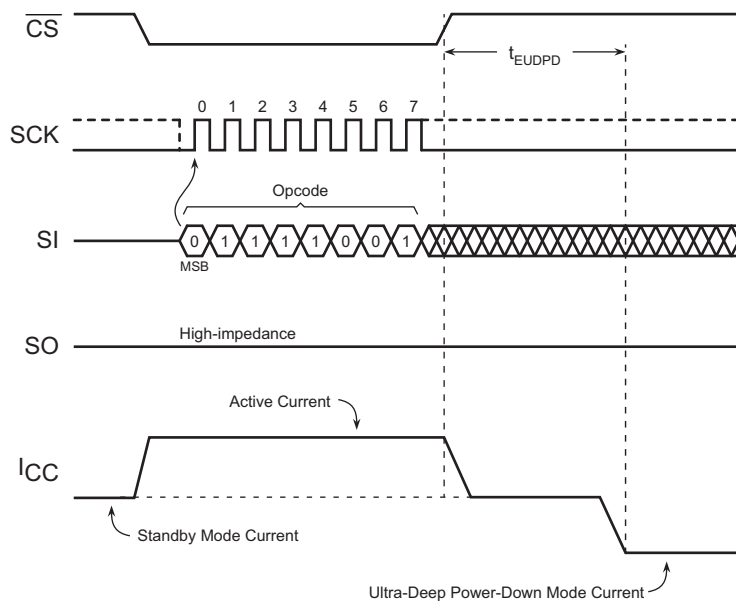 CS
tEUDPD
0 1 2 3 4 5 6 7
SCK
Opcode
SI
0 1 1 1 1 0 0 1
MSB
High-impedance
SO
Active Current
ICC
Standby Mode Current
Ultra-Deep Power-Down Mode Current